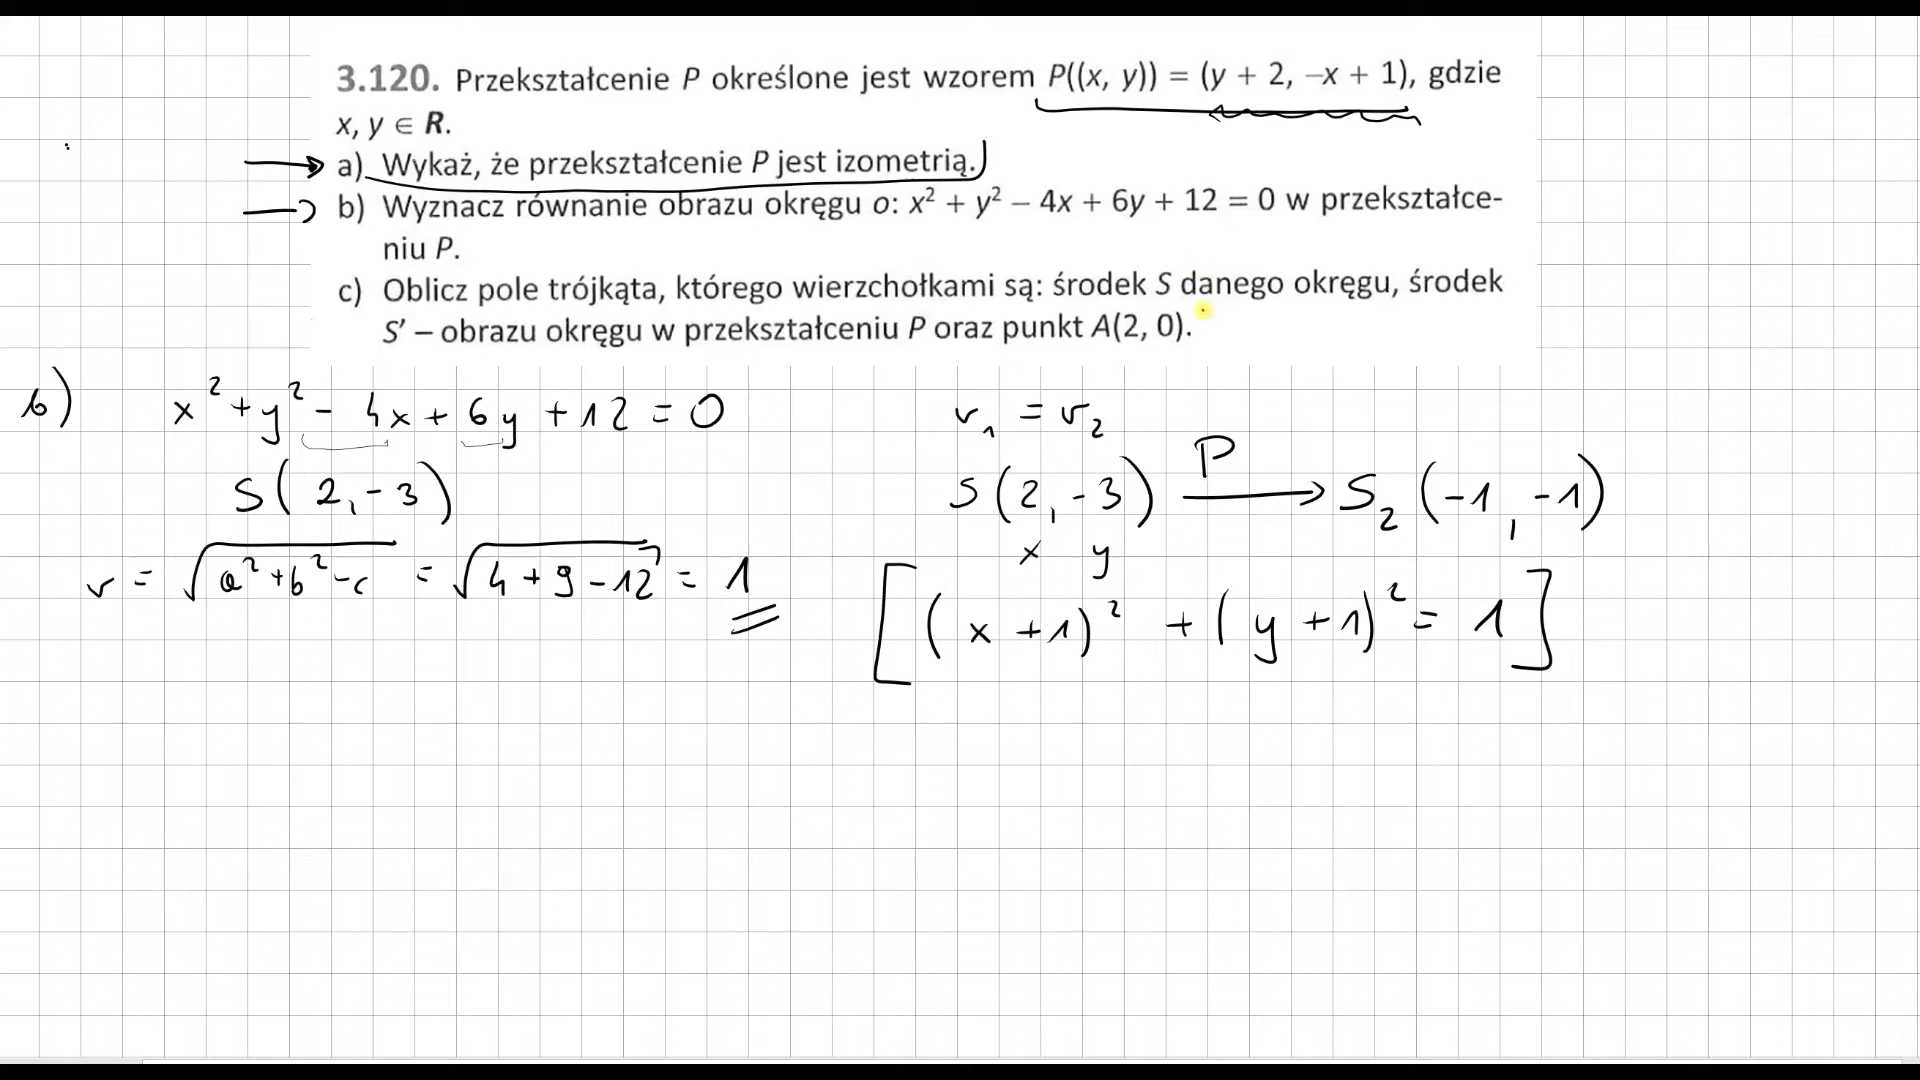 3.120. Przekształcenie P określone jest wzorem P((x, y)) = (y + 2, –x + 1), gdzie
x, y ∈ R.
a) Wykaż, że przekształcenie P jest izometrią.
b) Wyznacz równanie obrazu okręgu o: x² + y² – 4x + 6y + 12 = 0 w przekształce-
niu P.
c) Oblicz pole trójkąta, którego wierzchołkami są: środek S danego okręgu, środek
S' – obrazu okręgu w przekształceniu P oraz punkt A(2, 0).
b) x² + y² - 4x + 6y + 12 = 0
S(2, -3)
r = √(a² + b² - c) = √(4 + 9 - 12) = 1
r₁ = r₂
S(2, -3) P → S₂(-1, -1)
x y
[(x + 1)² + (y + 1)² = 1]